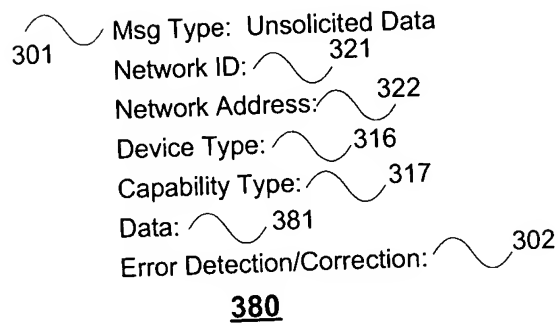 301 Msg Type: Unsolicited Data
Network ID: 321
Network Address: 322
Device Type: 316
Capability Type: 317
Data: 381
Error Detection/Correction: 302
380